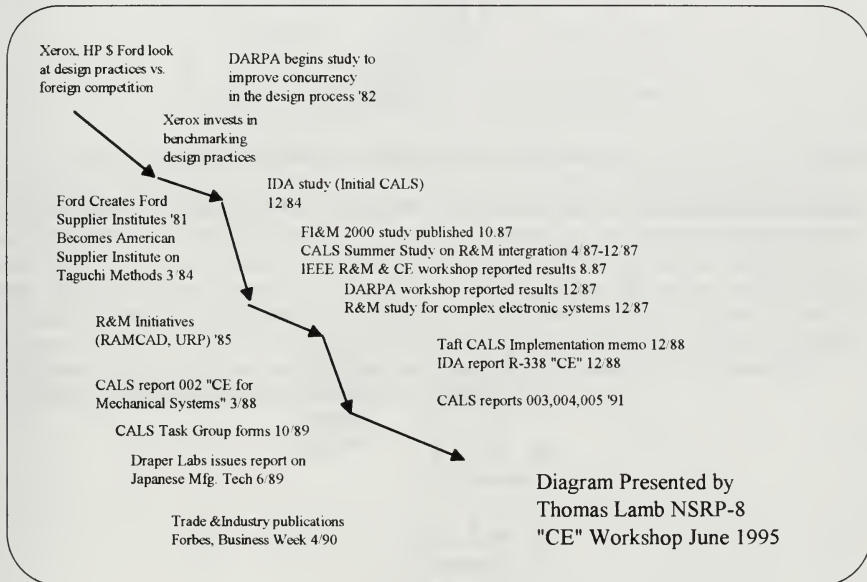 Xerox, HP $ Ford look
at design practices vs.
foreign competition
DARPA begins study to
improve concurrency
in the design process '82
Xerox invests in
benchmarking
design practices
IDA study (Initial CALS)
12 84
Ford Creates Ford
Supplier Institutes '81
Becomes American
Supplier Institute on
Taguchi Methods 3/84
FI&M 2000 study published 10.87
CALS Summer Study on R&M intergration 4/87-12/87
IEEE R&M & CE workshop reported results 8.87
DARPA workshop reported results 12/87
R&M study for complex electronic systems 12/87
R&M Initiatives
(RAMCAD, URP) '85
Taft CALS Implementation memo 12/88
IDA report R-338 "CE" 12/88
CALS report 002 "CE for
Mechanical Systems" 3/88
CALS reports 003,004,005 '91
CALS Task Group forms 10/89
Draper Labs issues report on
Japanese Mfg. Tech 6/89
Trade &Industry publications
Forbes, Business Week 4/90
Diagram Presented by
Thomas Lamb NSRP-8
"CE" Workshop June 1995